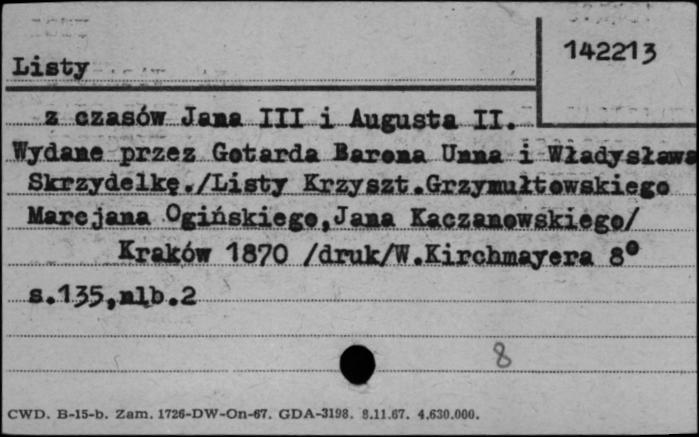 142213
Listy
z czasów Jana III i Augusta II.
Wydane przez Gotarda Barona Unna i Władysława
Skrzydelkę./Listy Krzyszt.Grzymułtowskiego
Marcjana Ogińskiego,Jana Kaczanowskiego/
Kraków 1870 /druk/W.Kirchmayera 8°
s.135,nlb.2
8
CWD. B-15-b. Zam. 1726-DW-On-67. GDA-3198. 8.11.67. 4.630.000.